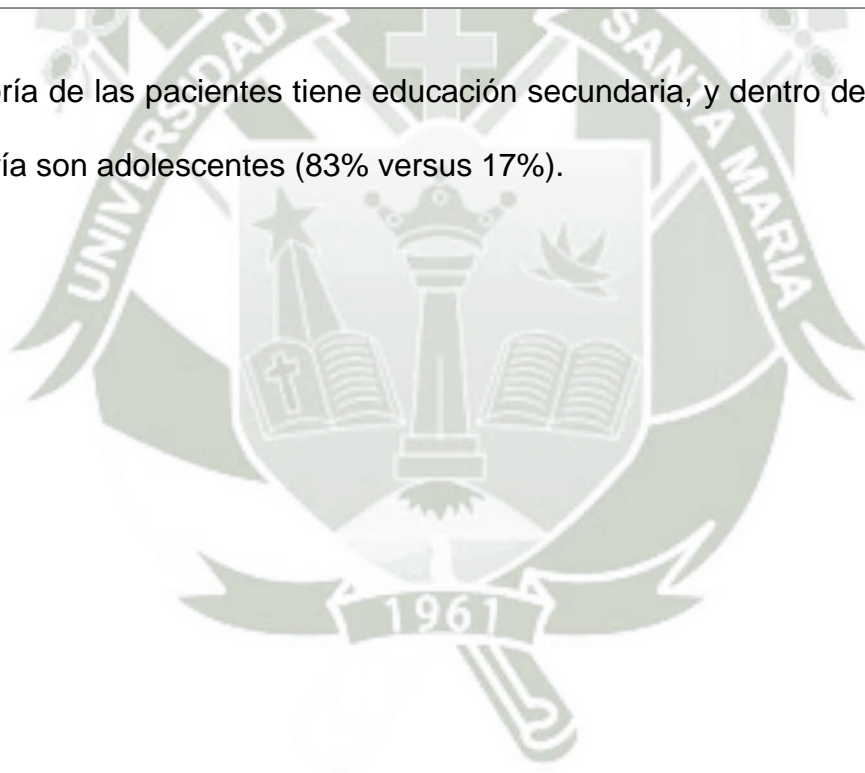 ría de las pacientes tiene educación secundaria, y dentro de
ía son adolescentes (83% versus 17%).
UNIVERSIDAD
SANTA MARIA
1961